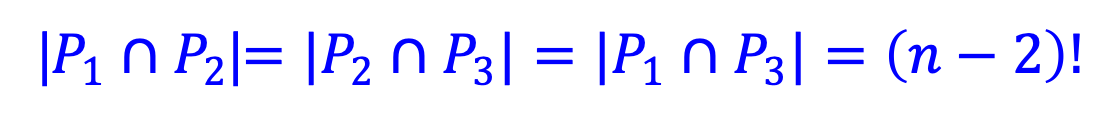 |P₁ ∩ P₂|= |P₂ ∩ P₃| = |P₁ ∩ P₃| = (n − 2)!